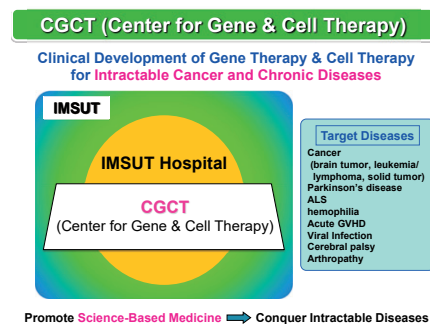 CGCT (Center for Gene & Cell Therapy)
Clinical Development of Gene Therapy & Cell Therapy
for Intractable Cancer and Chronic Diseases
IMSUT
IMSUT Hospital
CGCT
(Center for Gene & Cell Therapy)
Target Diseases
Cancer
(brain tumor, leukemia/
lymphoma, solid tumor)
Parkinson's disease
ALS
hemophilia
Acute GVHD
Viral Infection
Cerebral palsy
Arthropathy
Promote Science-Based Medicine Conquer Intractable Diseases